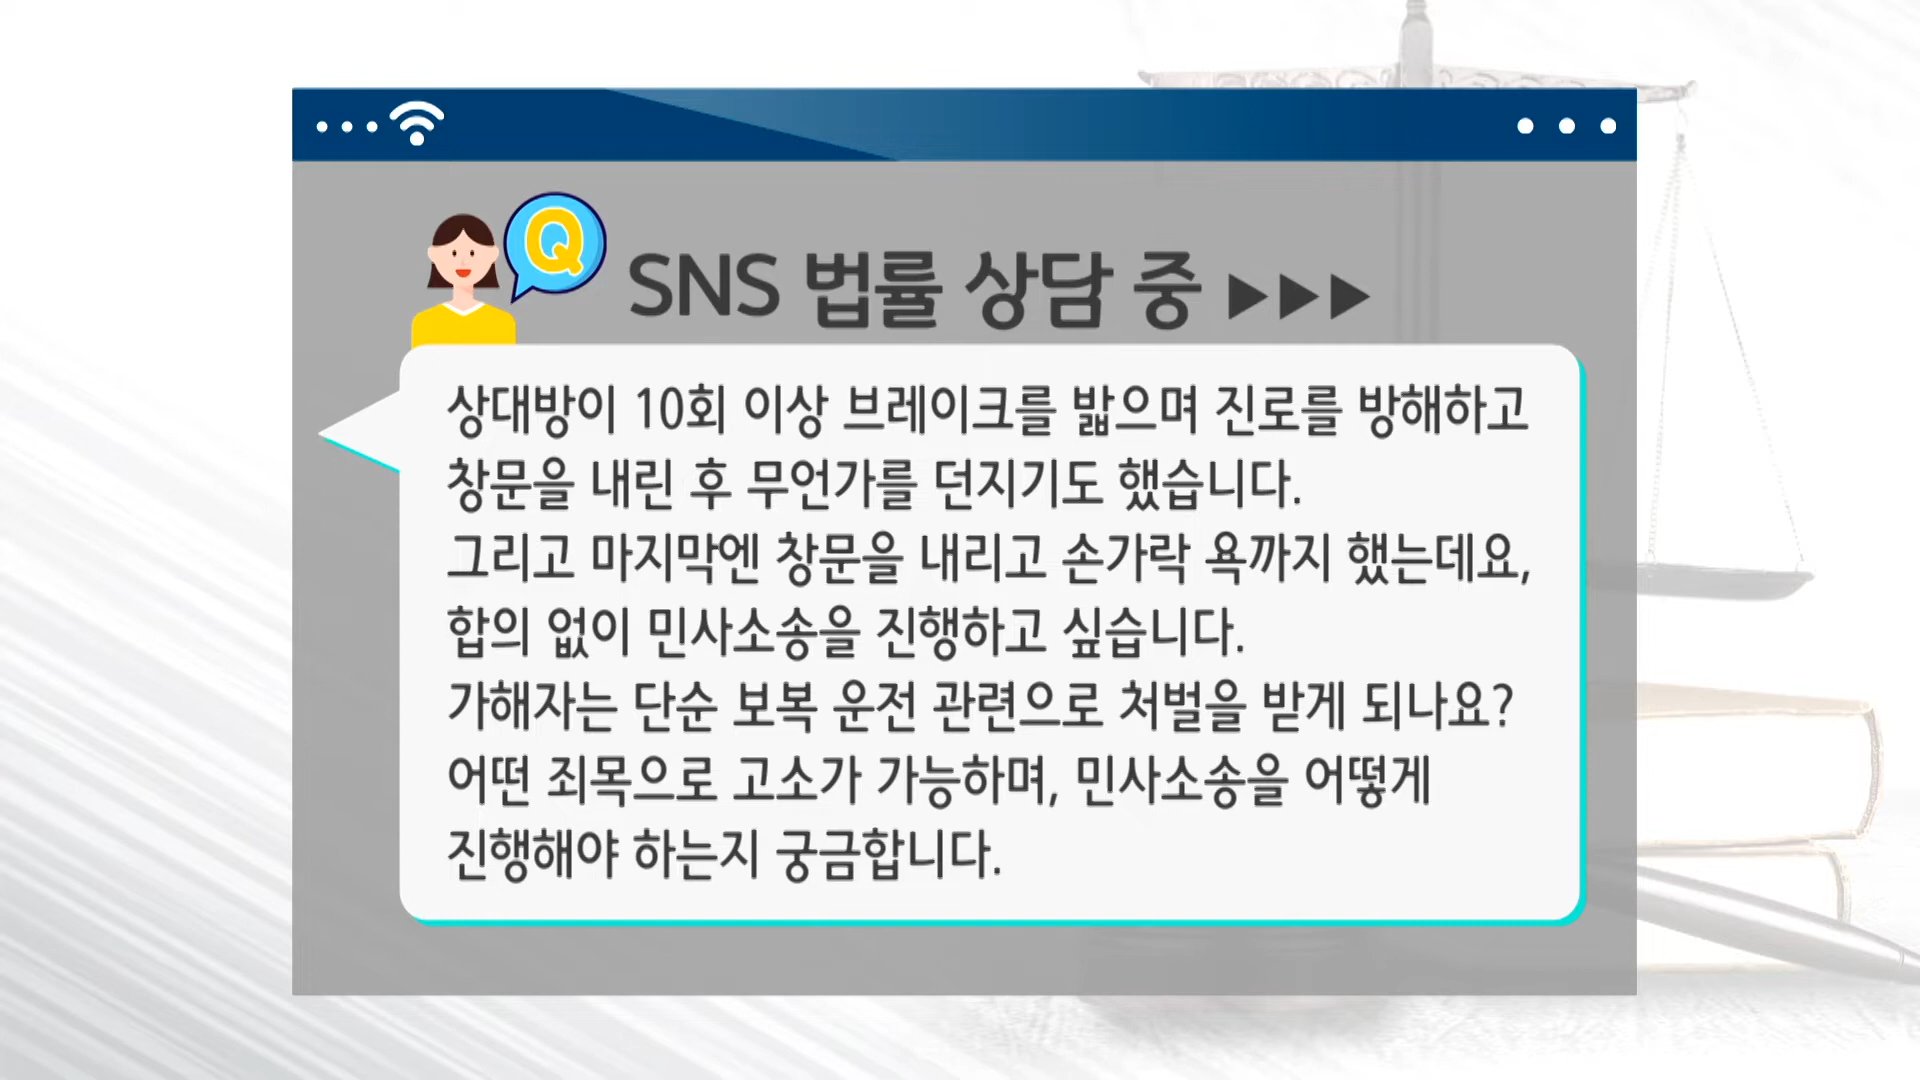 Q
SNS 법률 상담 중 ▶▶▶
상대방이 10회 이상 브레이크를 밟으며 진로를 방해하고
창문을 내린 후 무언가를 던지기도 했습니다.
그리고 마지막엔 창문을 내리고 손가락 욕까지 했는데요,
합의 없이 민사소송을 진행하고 싶습니다.
가해자는 단순 보복 운전 관련으로 처벌을 받게 되나요?
어떤 죄목으로 고소가 가능하며, 민사소송을 어떻게
진행해야 하는지 궁금합니다.